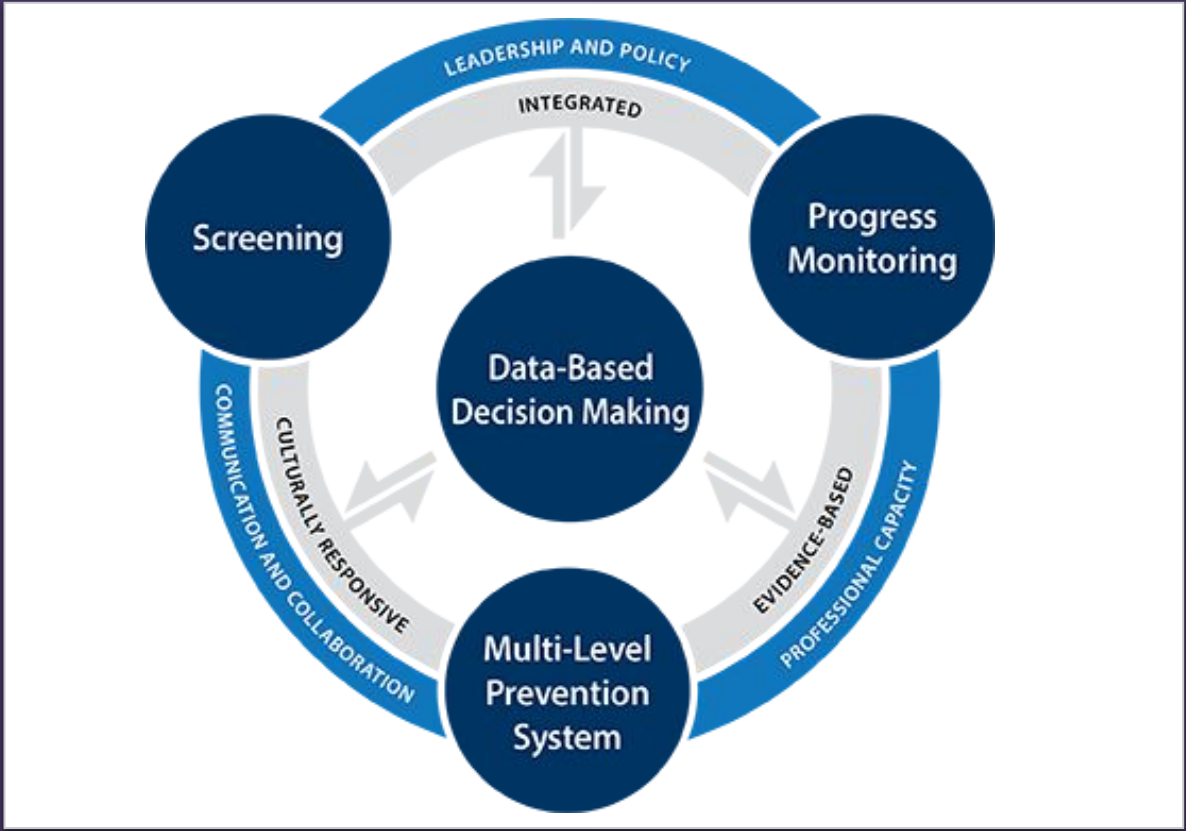 LEADERSHIP AND POLICY
INTEGRATED
Screening
Progress
Monitoring
Data-Based
Decision Making
COMMUNICATION AND COLLABORATION
CULTURALLY RESPONSIVE
EVIDENCE-BASED
PROFESSIONAL CAPACITY
Multi-Level
Prevention
System